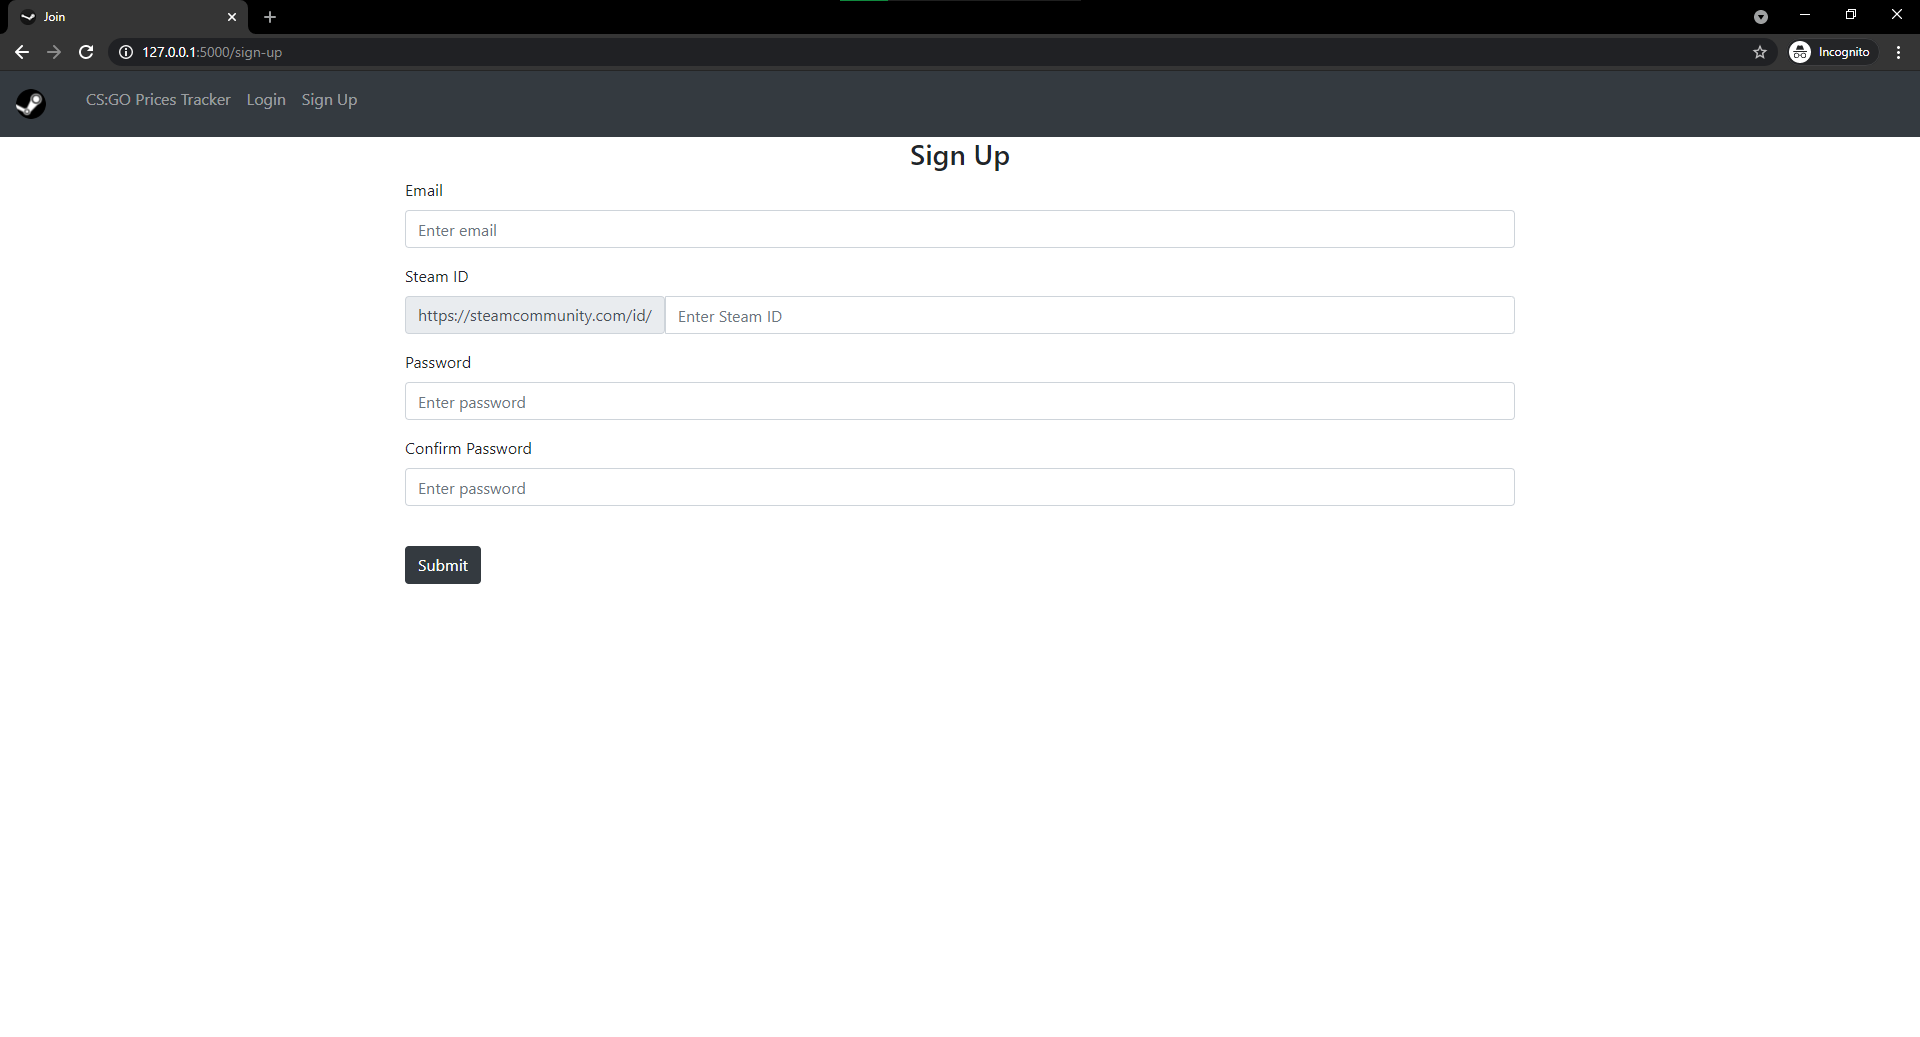 Join
127.0.0.1:5000/sign-up
Incognito
CS:GO Prices Tracker Login Sign Up
Sign Up
Email
Enter email
Steam ID
https://steamcommunity.com/id/ Enter Steam ID
Password
Enter password
Confirm Password
Enter password
Submit